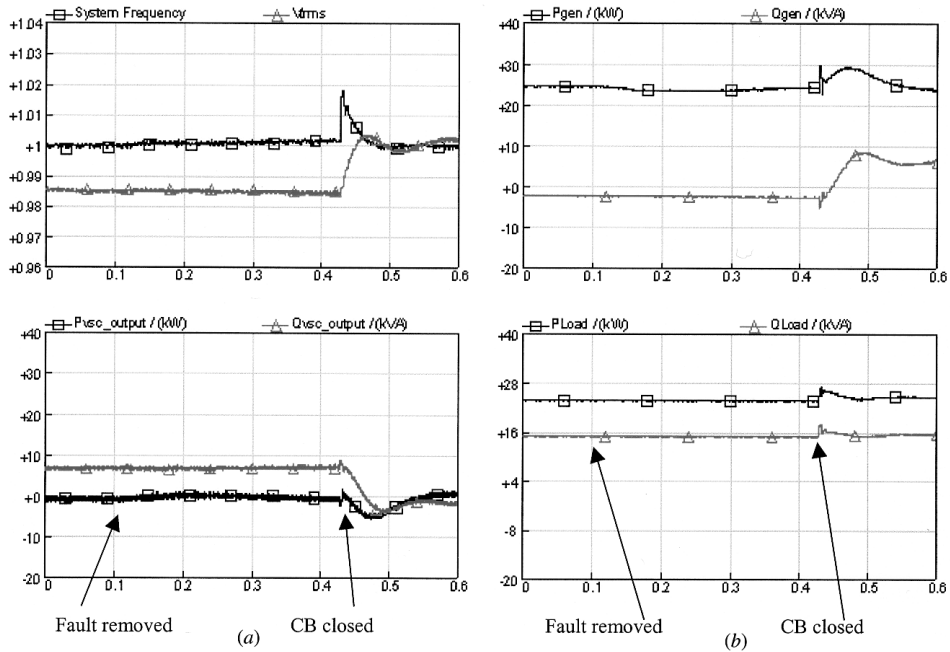 System Frequency Vtrms
+1.04
+1.03
+1.02
+1.01
+1
+0.99
+0.98
+0.97
+0.96
0 0.1 0.2 0.3 0.4 0.5 0.6
Pgen / (kW) Qgen / (kVA)
+40
+30
+20
+10
+0
-10
-20
0 0.1 0.2 0.3 0.4 0.5 0.6
Pvsc_output / (kW) Qvsc_output / (kVA)
+40
+30
+20
+10
+0
-10
-20
0 0.1 0.2 0.3 0.4 0.5 0.6
Fault removed CB closed
(a)
PLoad / (kW) QLoad / (kVA)
+40
+28
+16
+4
-8
-20
0 0.1 0.2 0.3 0.4 0.5 0.6
Fault removed CB closed
(b)